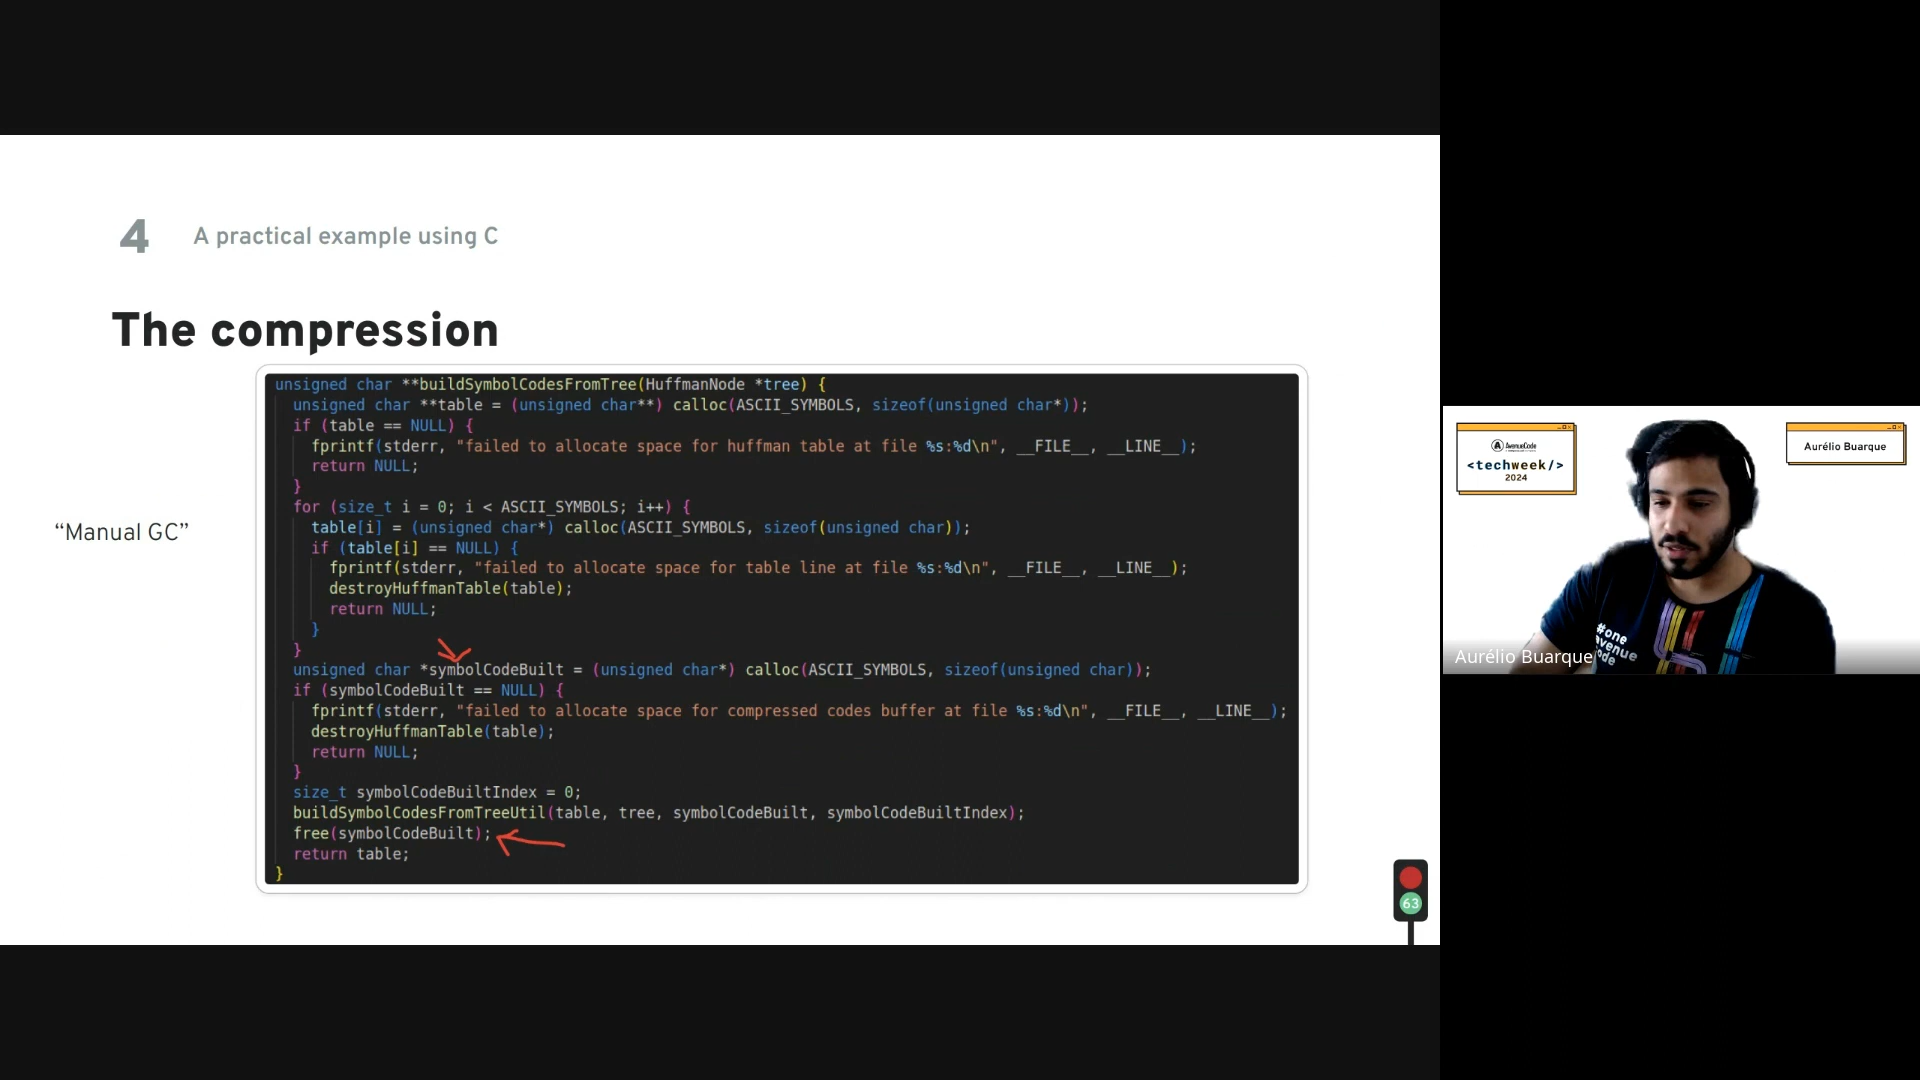 4 A practical example using C
The compression
“Manual GC”
unsigned char **buildSymbolCodesFromTree(HuffmanNode *tree) {
unsigned char **table = (unsigned char**) calloc(ASCII_SYMBOLS, sizeof(unsigned char*));
if (table == NULL) {
fprintf(stderr, "failed to allocate space for huffman table at file %s:%d\n", __FILE__, __LINE__);
return NULL;
}
for (size_t i = 0; i < ASCII_SYMBOLS; i++) {
table[i] = (unsigned char*) calloc(ASCII_SYMBOLS, sizeof(unsigned char));
if (table[i] == NULL) {
fprintf(stderr, "failed to allocate space for table line at file %s:%d\n", __FILE__, __LINE__);
destroyHuffmanTable(table);
return NULL;
}
}
unsigned char *symbolCodeBuilt = (unsigned char*) calloc(ASCII_SYMBOLS, sizeof(unsigned char));
if (symbolCodeBuilt == NULL) {
fprintf(stderr, "failed to allocate space for compressed codes buffer at file %s:%d\n", __FILE__, __LINE__);
destroyHuffmanTable(table);
return NULL;
}
size_t symbolCodeBuiltIndex = 0;
buildSymbolCodesFromTreeUtil(table, tree, symbolCodeBuilt, symbolCodeBuiltIndex);
free(symbolCodeBuilt);
return table;
}
63
AvenueCode
<techweek/>
2024
Aurélio Buarque
#one
avenue
code
Aurélio Buarque